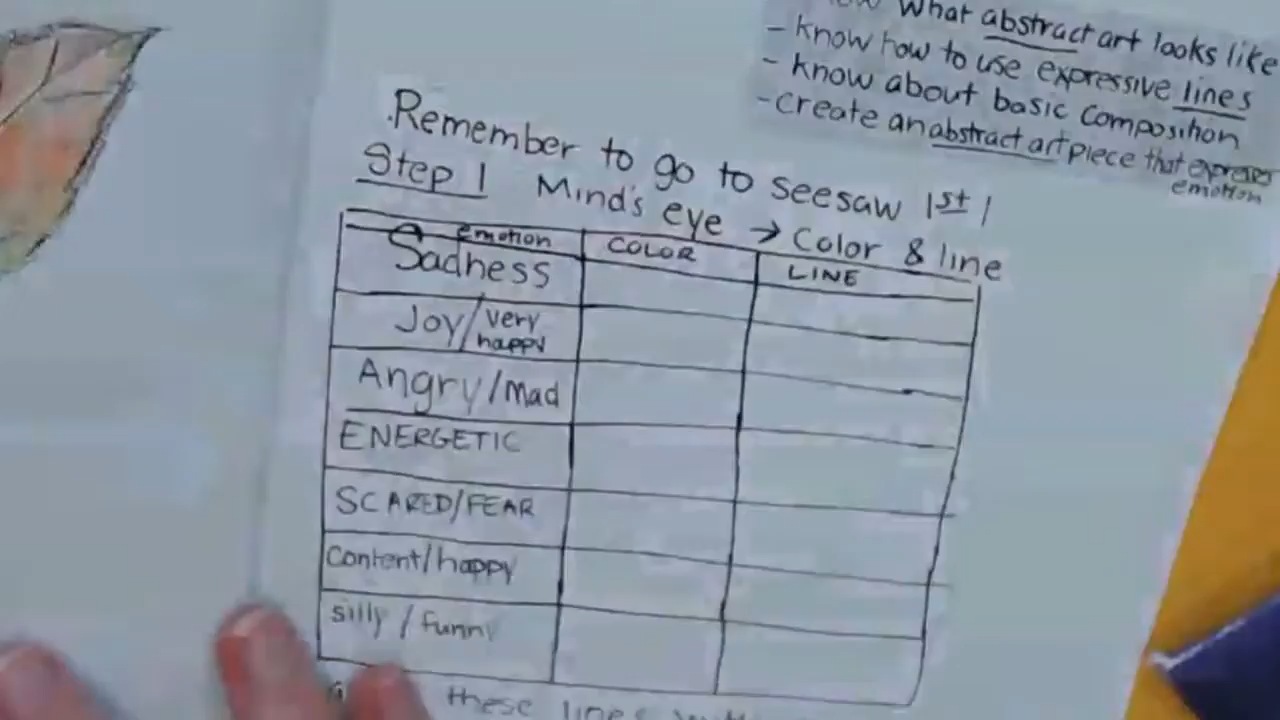 What abstract art looks like
- know how to use expressive lines
- know about basic composition
- create an abstract art piece that expresses
emotion
Remember to go to seesaw 1st!
Step 1 Mind's eye → Color & line
emotion COLOR LINE
Sadness
Joy/very happy
Angry/mad
ENERGETIC
SCARED/FEAR
Content/happy
silly/funny
these lines